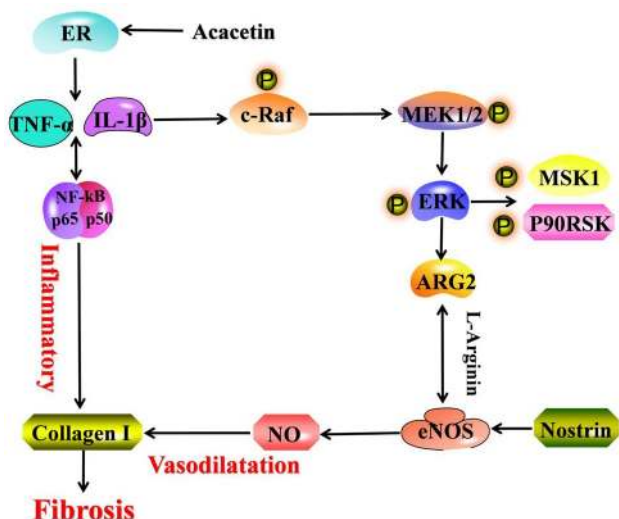 ER
Acacetin
P
TNF-α
IL-1β
c-Raf
MEK1/2
P
NF-kB
p65 p50
P
ERK
P
MSK1
P
P90RSK
ARG2
Inflammatory
L-Arginin
Collagen I
NO
eNOS
Nostrin
Vasodilatation
Fibrosis